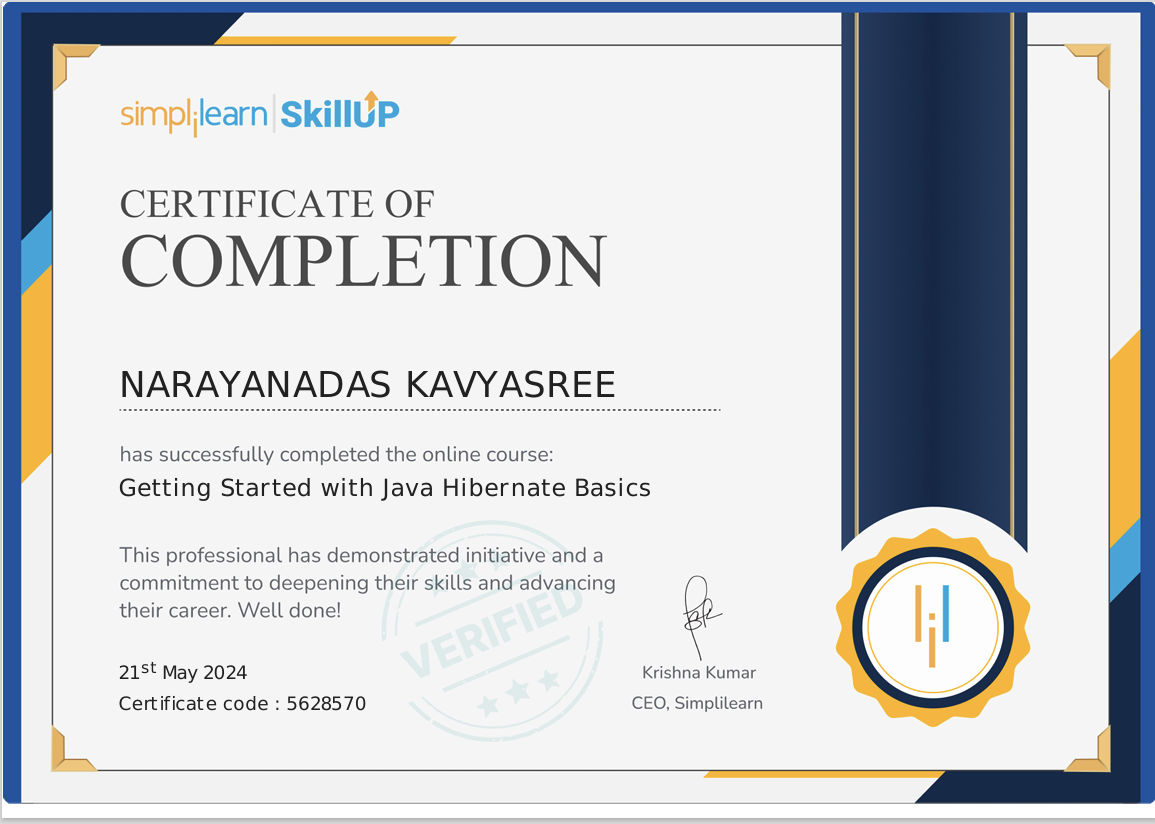 simplilearn | SkillUP
CERTIFICATE OF
COMPLETION
NARAYANADAS KAVYASREE
has successfully completed the online course:
Getting Started with Java Hibernate Basics
This professional has demonstrated initiative and a
commitment to deepening their skills and advancing
their career. Well done!
VERIFIED
21st May 2024
Certificate code : 5628570
Krishna Kumar
CEO, Simplilearn